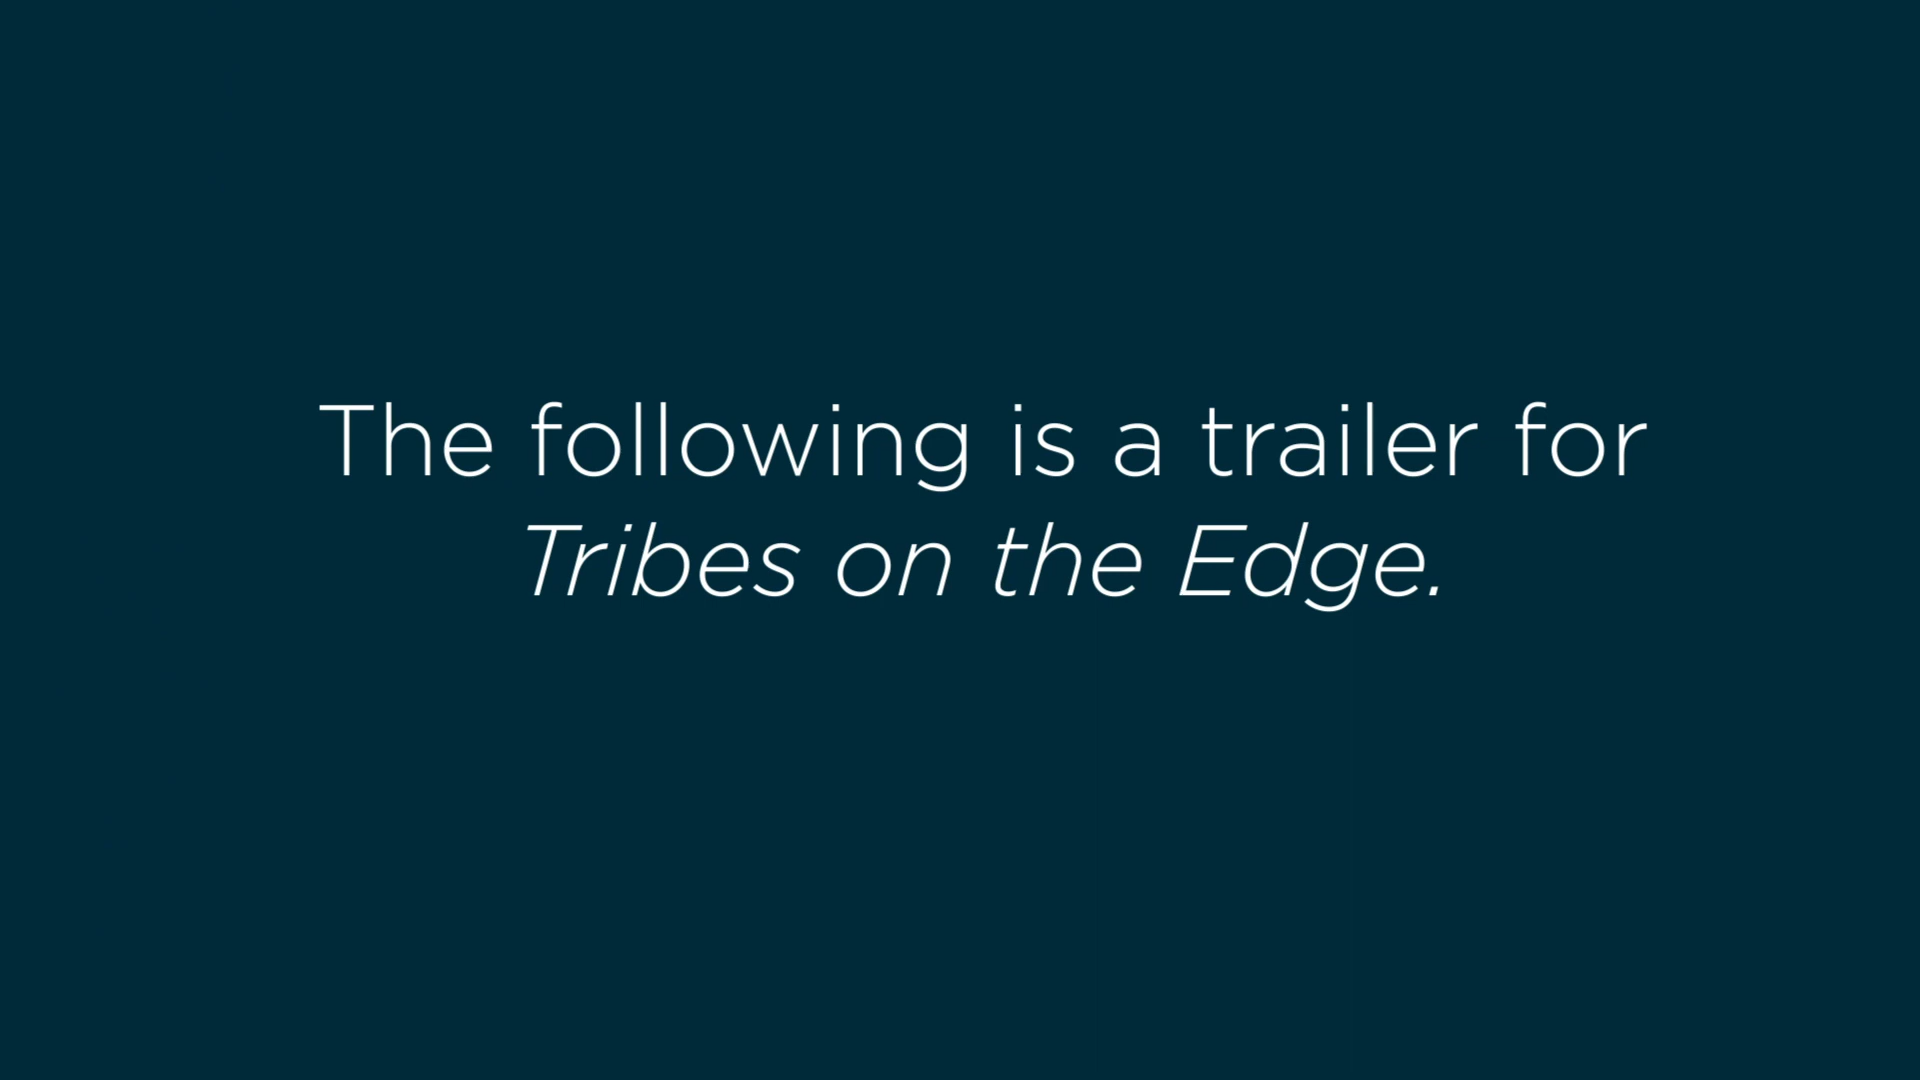 The following is a trailer for
Tribes on the Edge.